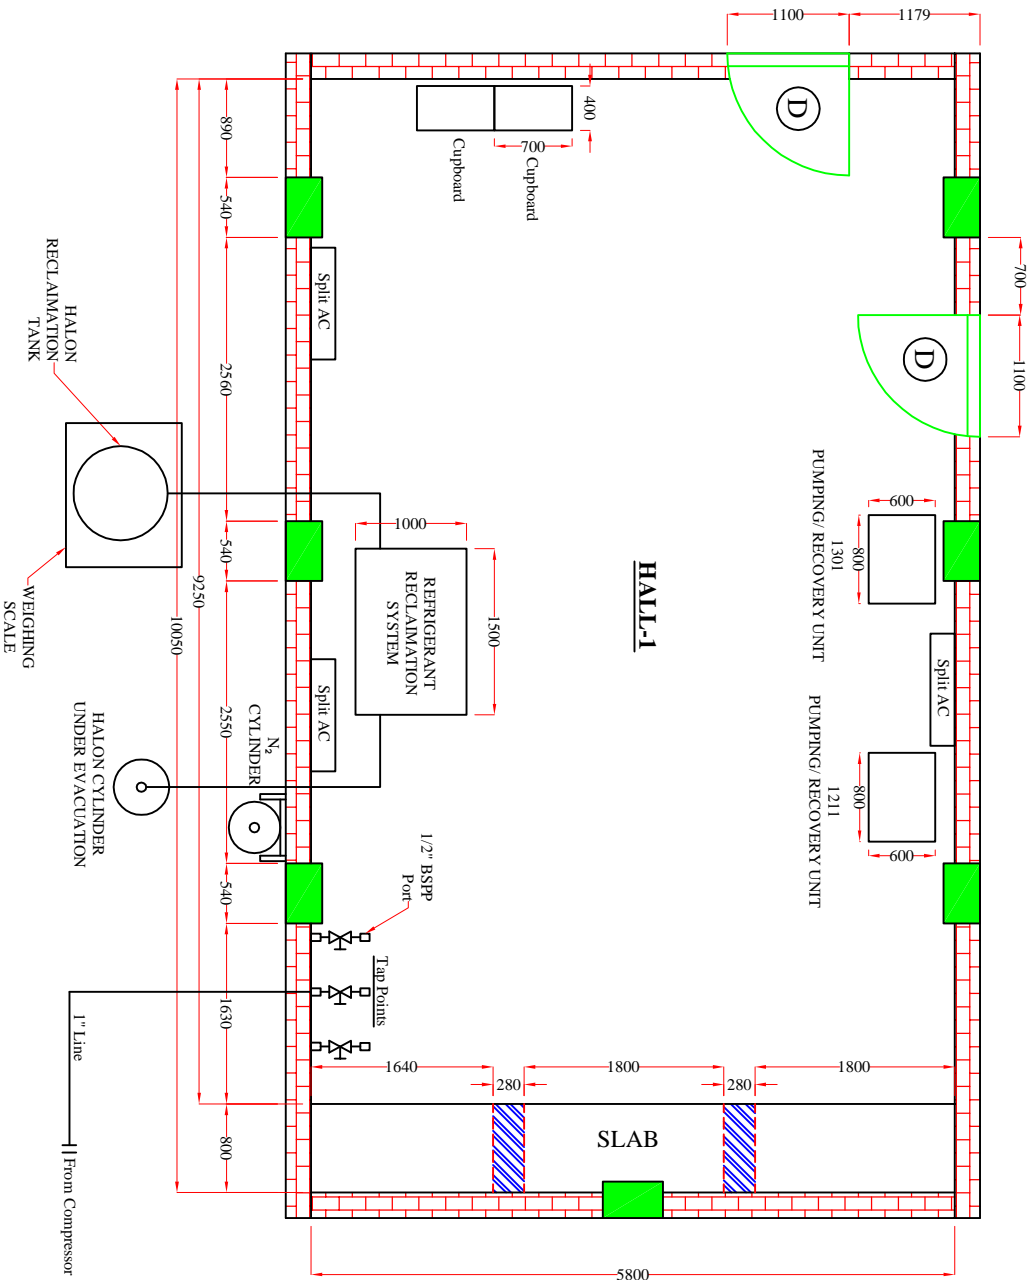 1100
1179
890
540
2560
540
2550
540
1630
800
9250
10050
400
700
Cupboard
Cupboard
D
700
1100
D
Split AC
HALON
RECLAIMATION
TANK
WEIGHING
SCALE
1000
1500
REFRIGERANT
RECLAIMATION
SYSTEM
HALL-1
600
800
1301
PUMPING/ RECOVERY UNIT
Split AC
800
600
1211
PUMPING/ RECOVERY UNIT
Split AC
N2
CYLINDER
HALON CYLINDER
UNDER EVACUATION
1/2" BSPP
Port
Tap Points
1" Line
From Compressor
1640
280
1800
280
1800
SLAB
5800